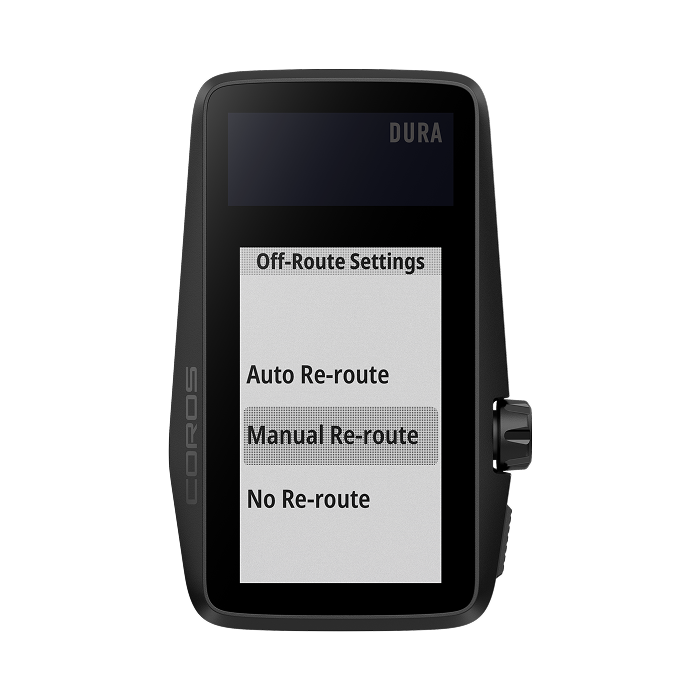 DURA
Off-Route Settings
Auto Re-route
Manual Re-route
No Re-route
COROS